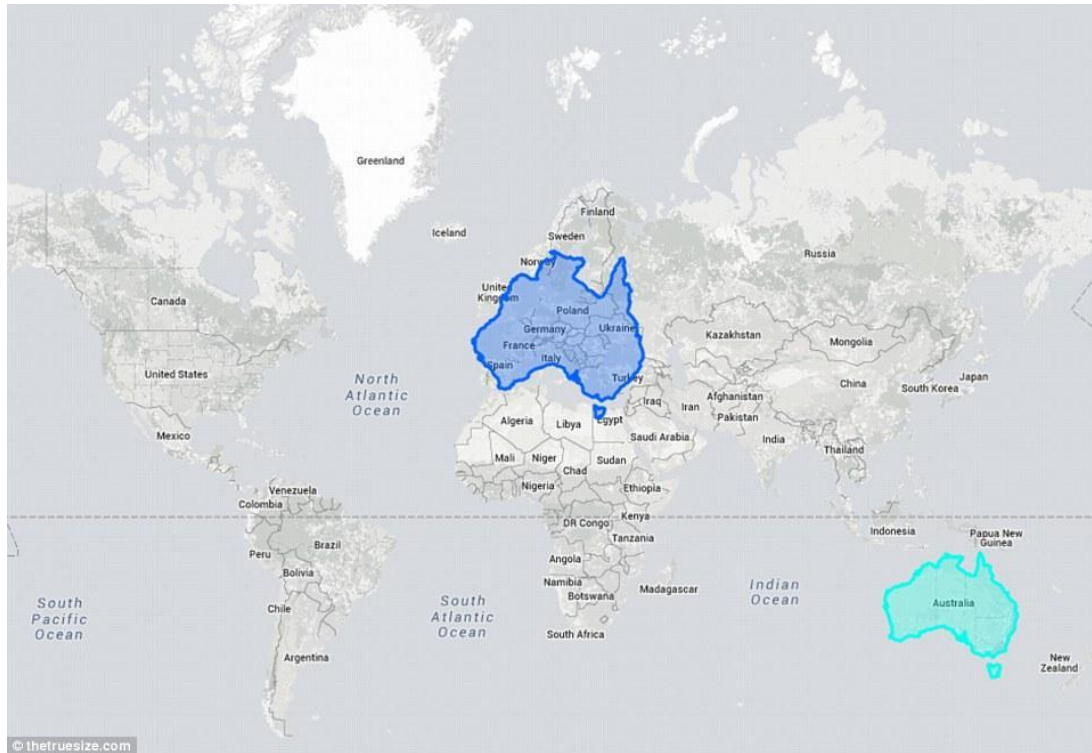 Greenland
Iceland
Finland
Sweden
Norway
Russia
Canada
United
Kingdom
Poland
Germany
Ukraine
France
Italy
Spain
Turkey
Kazakhstan
Mongolia
United States
North
Atlantic
Ocean
China
South Korea
Japan
Iraq
Iran
Afghanistan
Pakistan
Mexico
Algeria
Libya
Egypt
Saudi Arabia
India
Thailand
Mali
Niger
Chad
Sudan
Nigeria
Ethiopia
Venezuela
Colombia
Kenya
DR Congo
Tanzania
Indonesia
Papua New
Guinea
Peru
Brazil
Bolivia
Angola
Namibia
Botswana
Madagascar
Indian
Ocean
Australia
South
Pacific
Ocean
Chile
South
Atlantic
Ocean
South Africa
Argentina
New
Zealand
© thetruesize.com